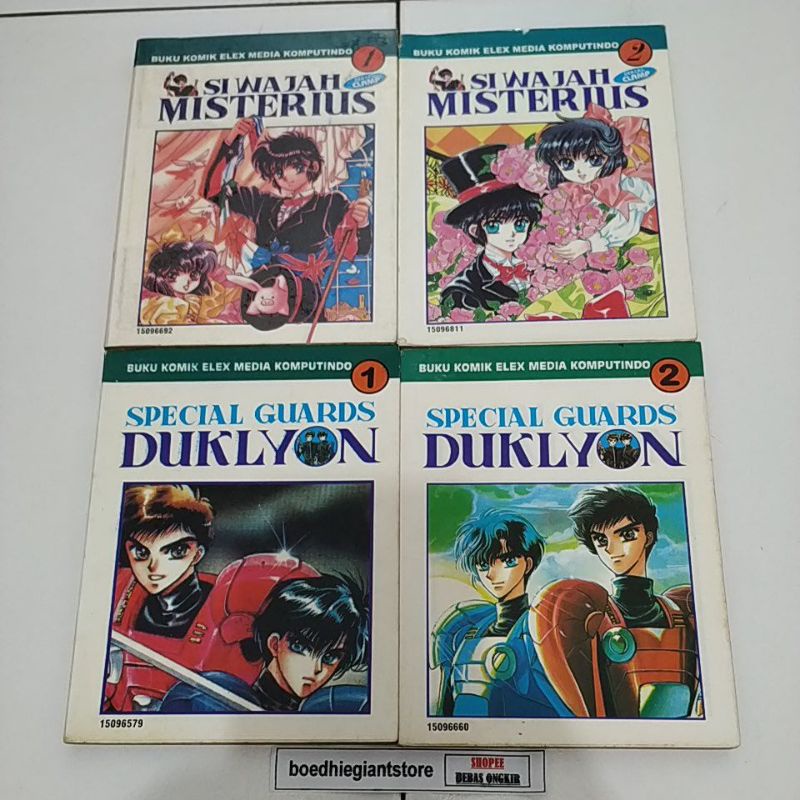 BUKU KOMIK ELEX MEDIA KOMPUTINDO 1
SI WAJAH
MISTERIUS
CLAMP
15096692
BUKU KOMIK ELEX MEDIA KOMPUTINDO 2
SI WAJAH
MISTERIUS
CLAMP
15096811
BUKU KOMIK ELEX MEDIA KOMPUTINDO 1
SPECIAL GUARDS
DUKLYON
15096579
BUKU KOMIK ELEX MEDIA KOMPUTINDO 2
SPECIAL GUARDS
DUKLYON
15096660
boedhiegiantstore
SHOPEE
BEBAS ONGKIR